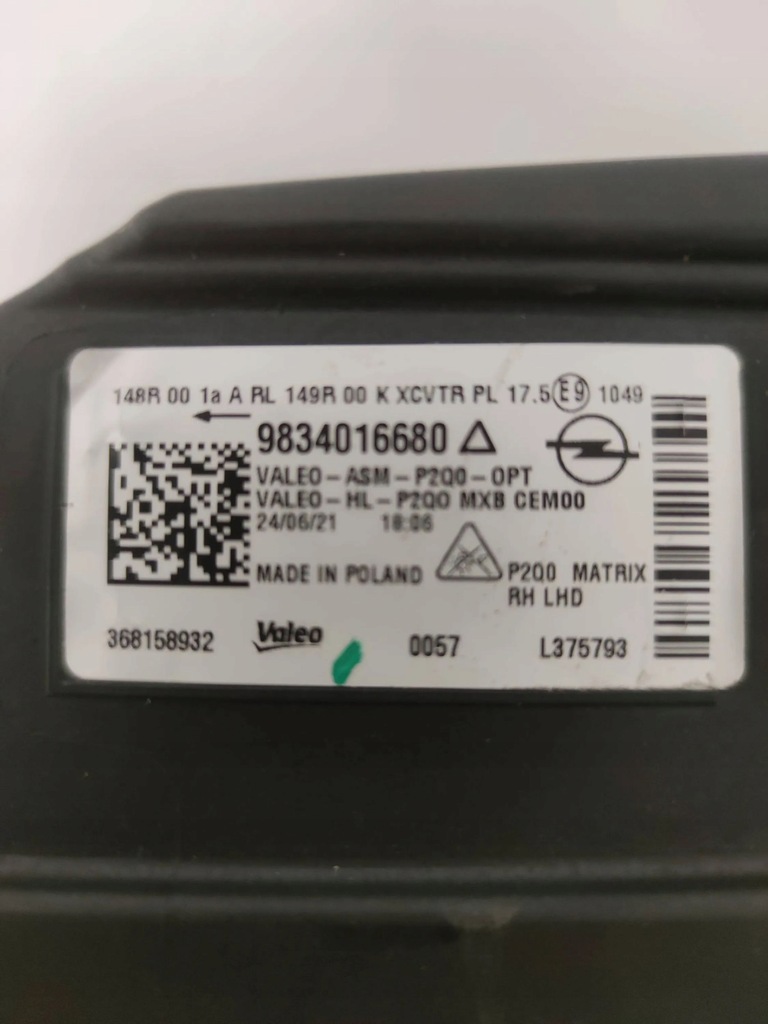 148R 00 1a A RL 149R 00 K XCVTR PL 17.5 E9 1049
9834016680
VALEO-ASM-P2Q0-OPT
VALEO-HL-P2QO MXB CEM00
24/06/21 18:06
MADE IN POLAND
P2Q0 MATRIX
RH LHD
368158932 Valeo 0057 L375793